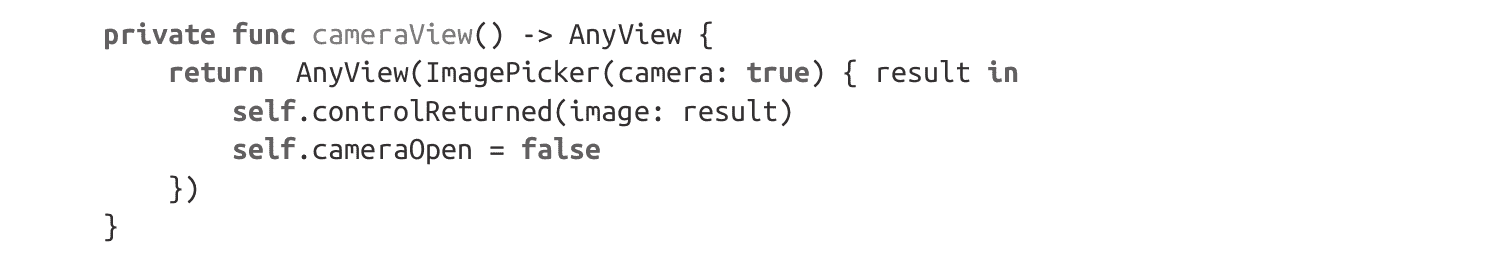 private func cameraView() -> AnyView {
    return  AnyView(ImagePicker(camera: true) { result in
        self.controlReturned(image: result)
        self.cameraOpen = false
    })
}